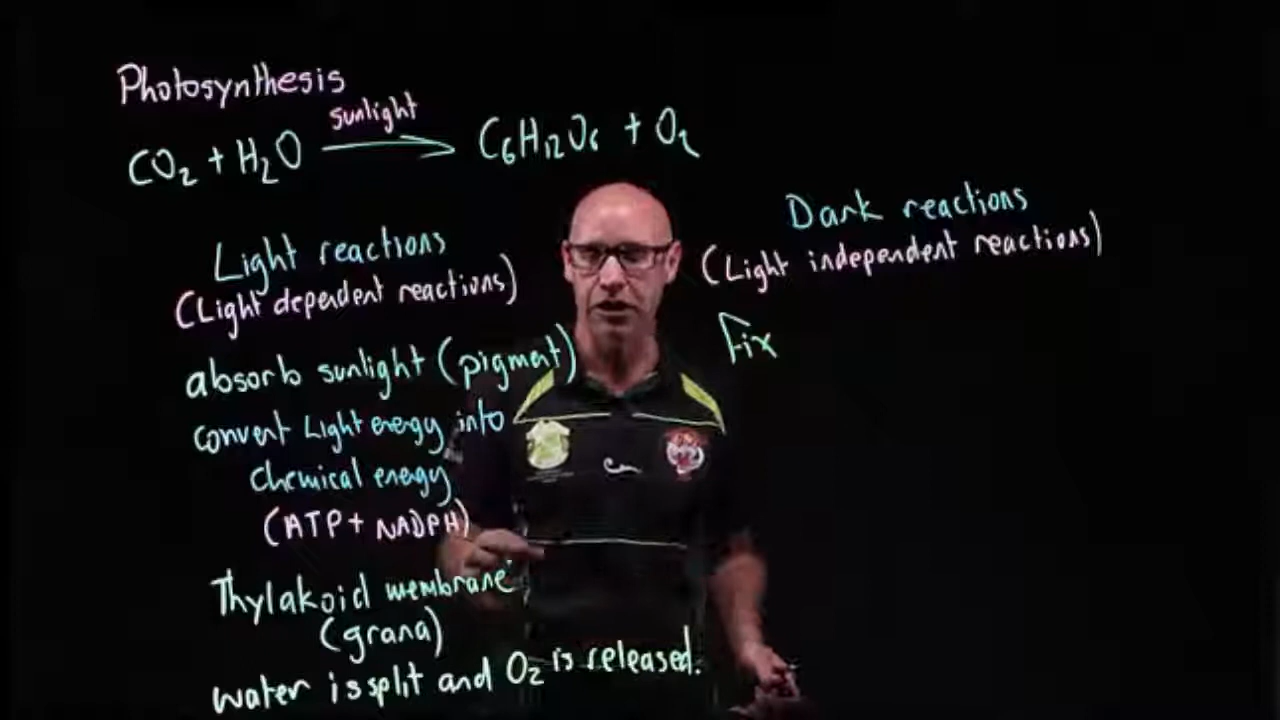 Photosynthesis
CO₂ + H₂O sunlight → C₆H₁₂O₆ + O₂
Light reactions
(Light dependent reactions)
absorb sunlight (pigment)
convert Light energy into
chemical energy
(ATP + NADPH)
Thylakoid membrane
(grana)
water is split and O₂ is released.
Dark reactions
(Light independent reactions)
Fix